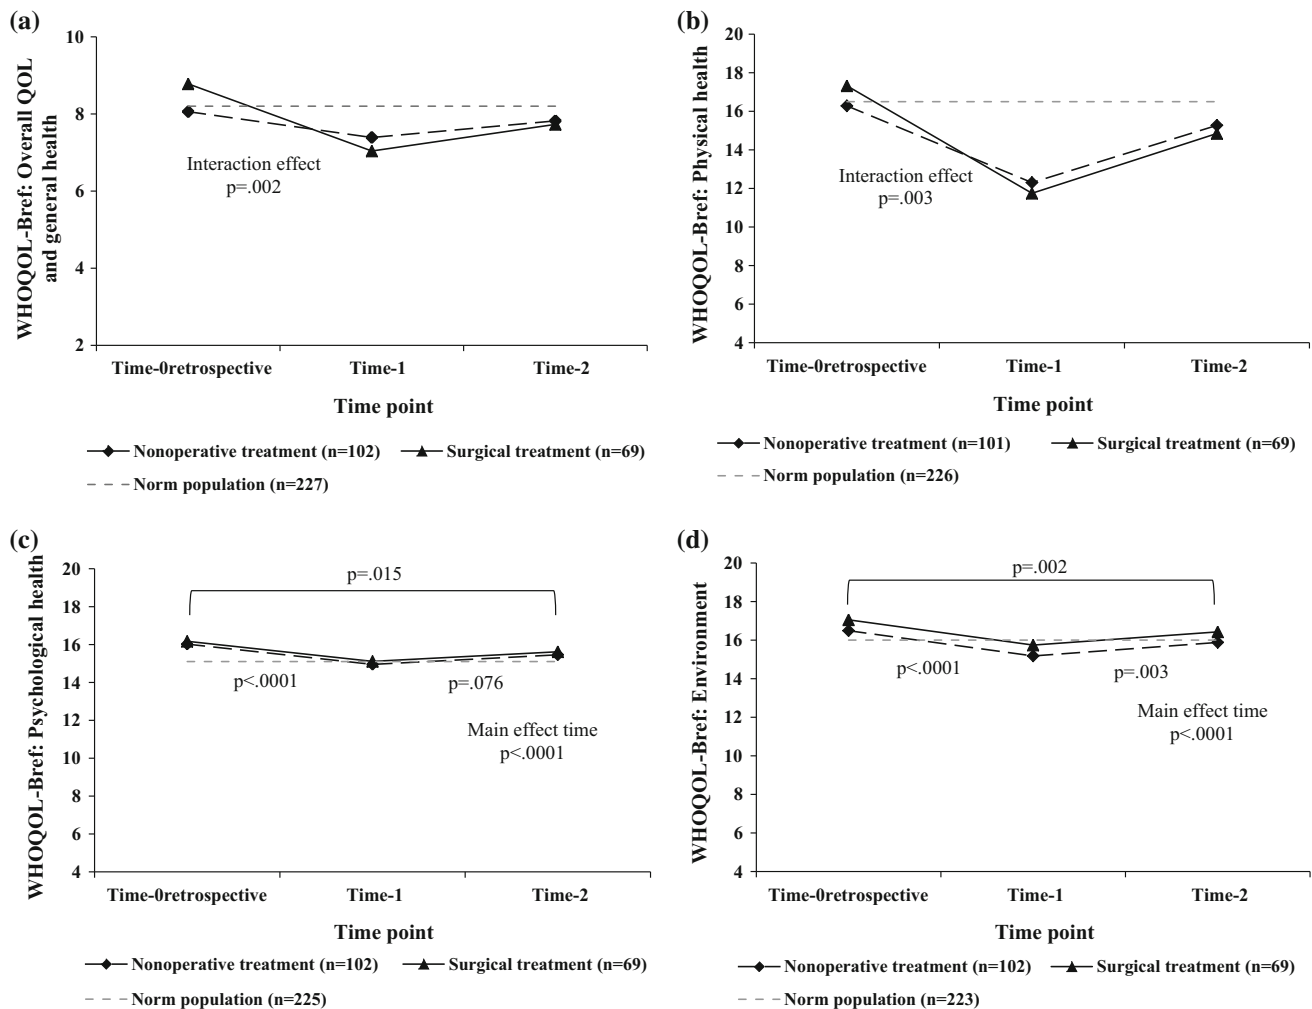 (a)
WHOQOL-Bref: Overall QOL
and general health
10
8
6
4
2
Interaction effect
p=.002
Time-0retrospective Time-1 Time-2
Time point
Nonoperative treatment (n=102) Surgical treatment (n=69)
Norm population (n=227)
(b)
WHOQOL-Bref: Physical health
20
18
16
14
12
10
8
6
4
Interaction effect
p=.003
Time-0retrospective Time-1 Time-2
Time point
Nonoperative treatment (n=101) Surgical treatment (n=69)
Norm population (n=226)
(c)
WHOQOL-Bref: Psychological health
20
18
16
14
12
10
8
6
4
p=.015
p<.0001 p=.076
Main effect time
p<.0001
Time-0retrospective Time-1 Time-2
Time point
Nonoperative treatment (n=102) Surgical treatment (n=69)
Norm population (n=225)
(d)
WHOQOL-Bref: Environment
20
18
16
14
12
10
8
6
4
p=.002
p<.0001 p=.003
Main effect time
p<.0001
Time-0retrospective Time-1 Time-2
Time point
Nonoperative treatment (n=102) Surgical treatment (n=69)
Norm population (n=223)